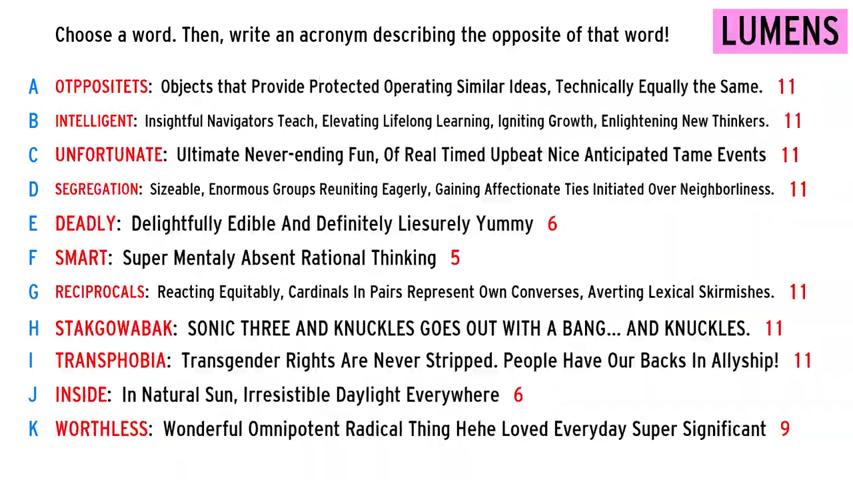 Choose a word. Then, write an acronym describing the opposite of that word!
LUMENS
A OTPPOSITETS: Objects that Provide Protected Operating Similar Ideas, Technically Equally the Same. 11
B INTELLIGENT: Insightful Navigators Teach, Elevating Lifelong Learning, Igniting Growth, Enlightening New Thinkers. 11
C UNFORTUNATE: Ultimate Never-ending Fun, Of Real Timed Upbeat Nice Anticipated Tame Events 11
D SEGREGATION: Sizeable, Enormous Groups Reuniting Eagerly, Gaining Affectionate Ties Initiated Over Neighborliness. 11
E DEADLY: Delightfully Edible And Definitely Liesurely Yummy 6
F SMART: Super Mentaly Absent Rational Thinking 5
G RECIPROCALS: Reacting Equitably, Cardinals In Pairs Represent Own Converses, Averting Lexical Skirmishes. 11
H STAKGOWABAK: SONIC THREE AND KNUCKLES GOES OUT WITH A BANG... AND KNUCKLES. 11
I TRANSPHOBIA: Transgender Rights Are Never Stripped. People Have Our Backs In Allyship! 11
J INSIDE: In Natural Sun, Irresistible Daylight Everywhere 6
K WORTHLESS: Wonderful Omnipotent Radical Thing Hehe Loved Everyday Super Significant 9